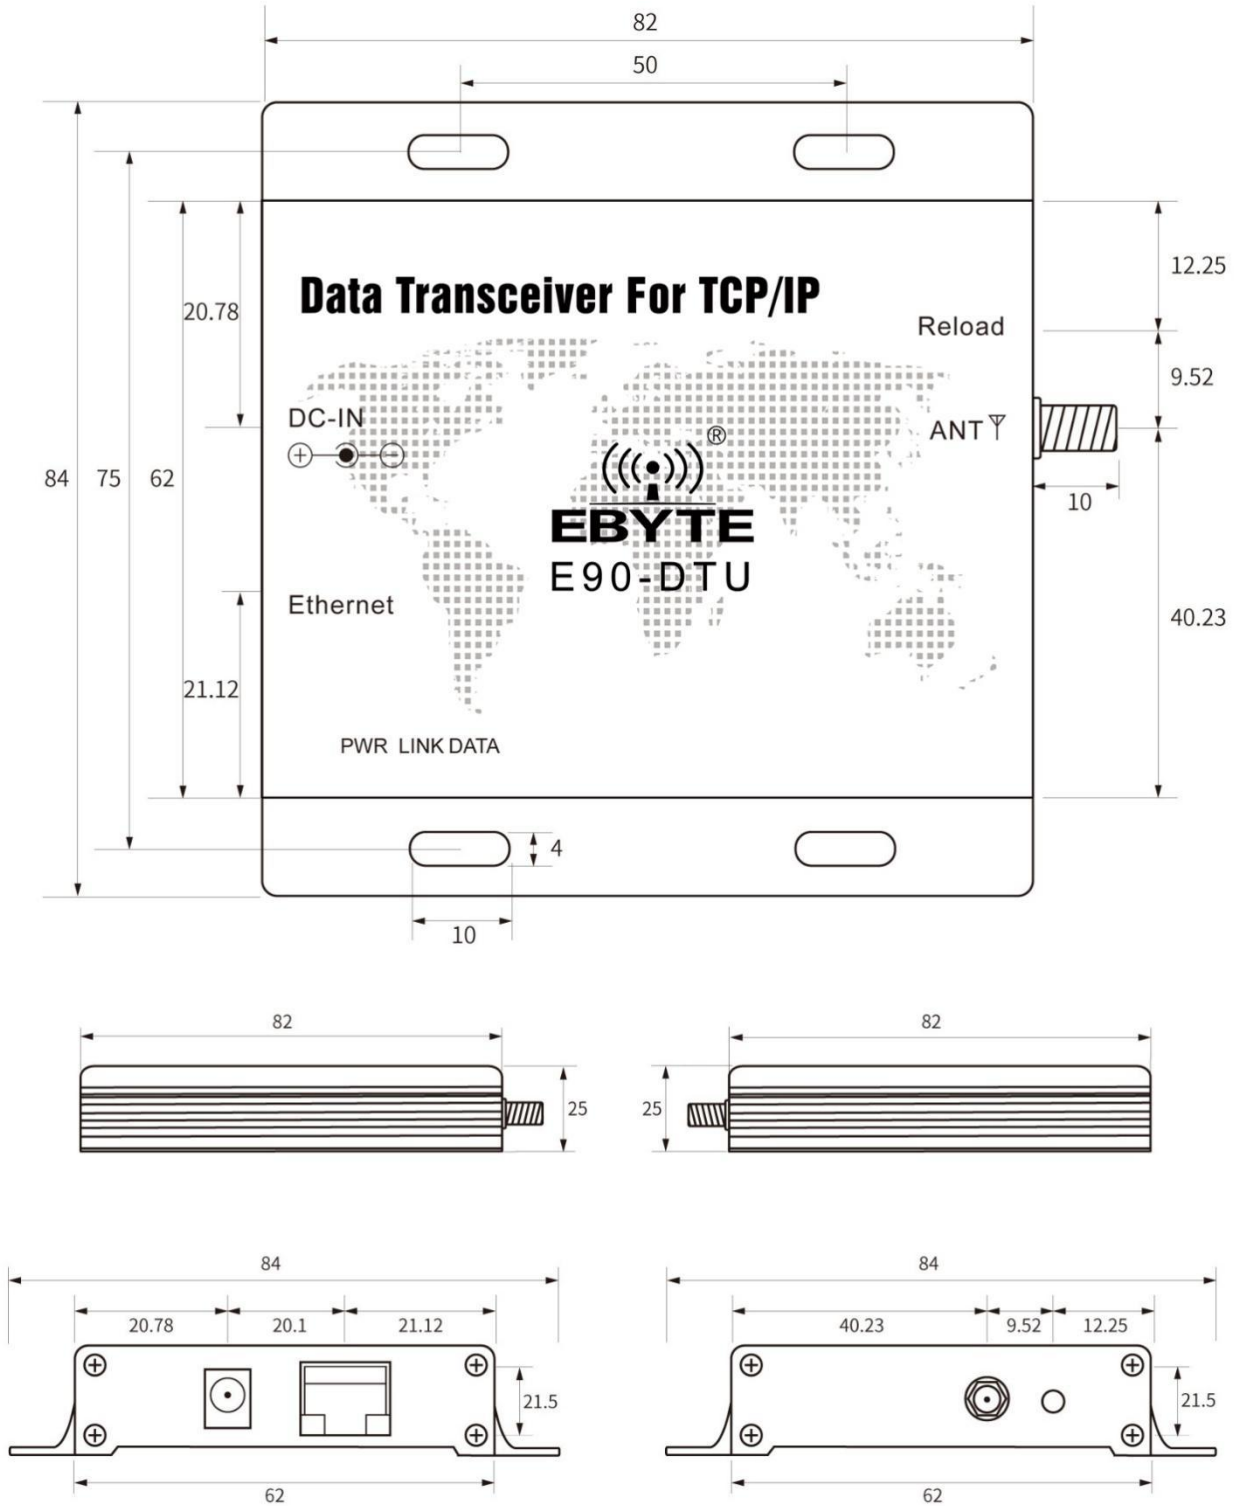 82
50
12.25
Data Transceiver For TCP/IP
20.78
Reload
9.52
DC-IN
ANT
®
84 75 62
10
EBYTE
E90-DTU
Ethernet
40.23
21.12
PWR LINK DATA
4
10
82
82
25
25
84
84
20.78 20.1 21.12
40.23 9.52 12.25
21.5
21.5
62
62